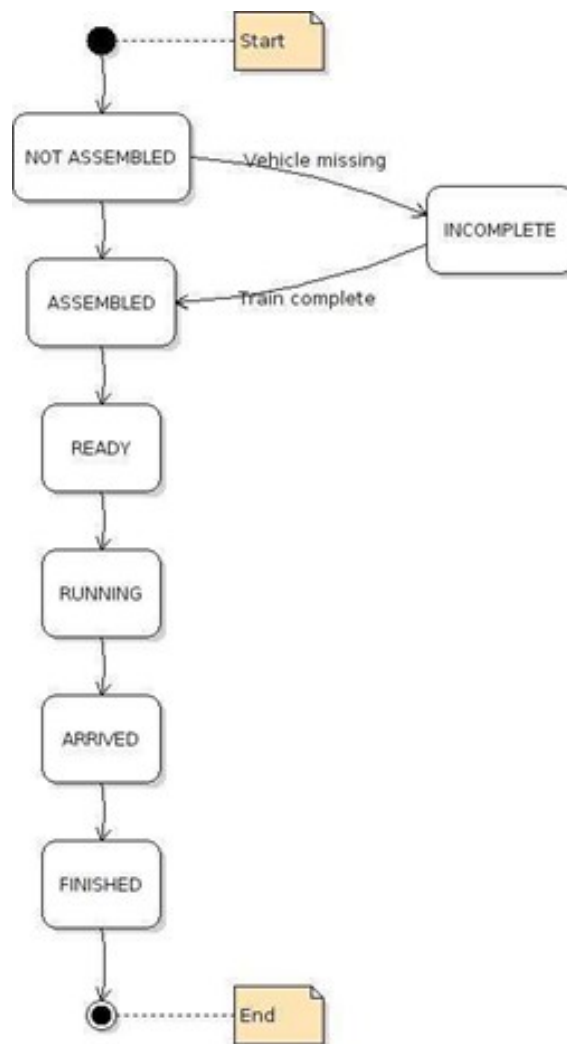 Start
NOT ASSEMBLED
Vehicle missing
INCOMPLETE
ASSEMBLED
Train complete
READY
RUNNING
ARRIVED
FINISHED
End